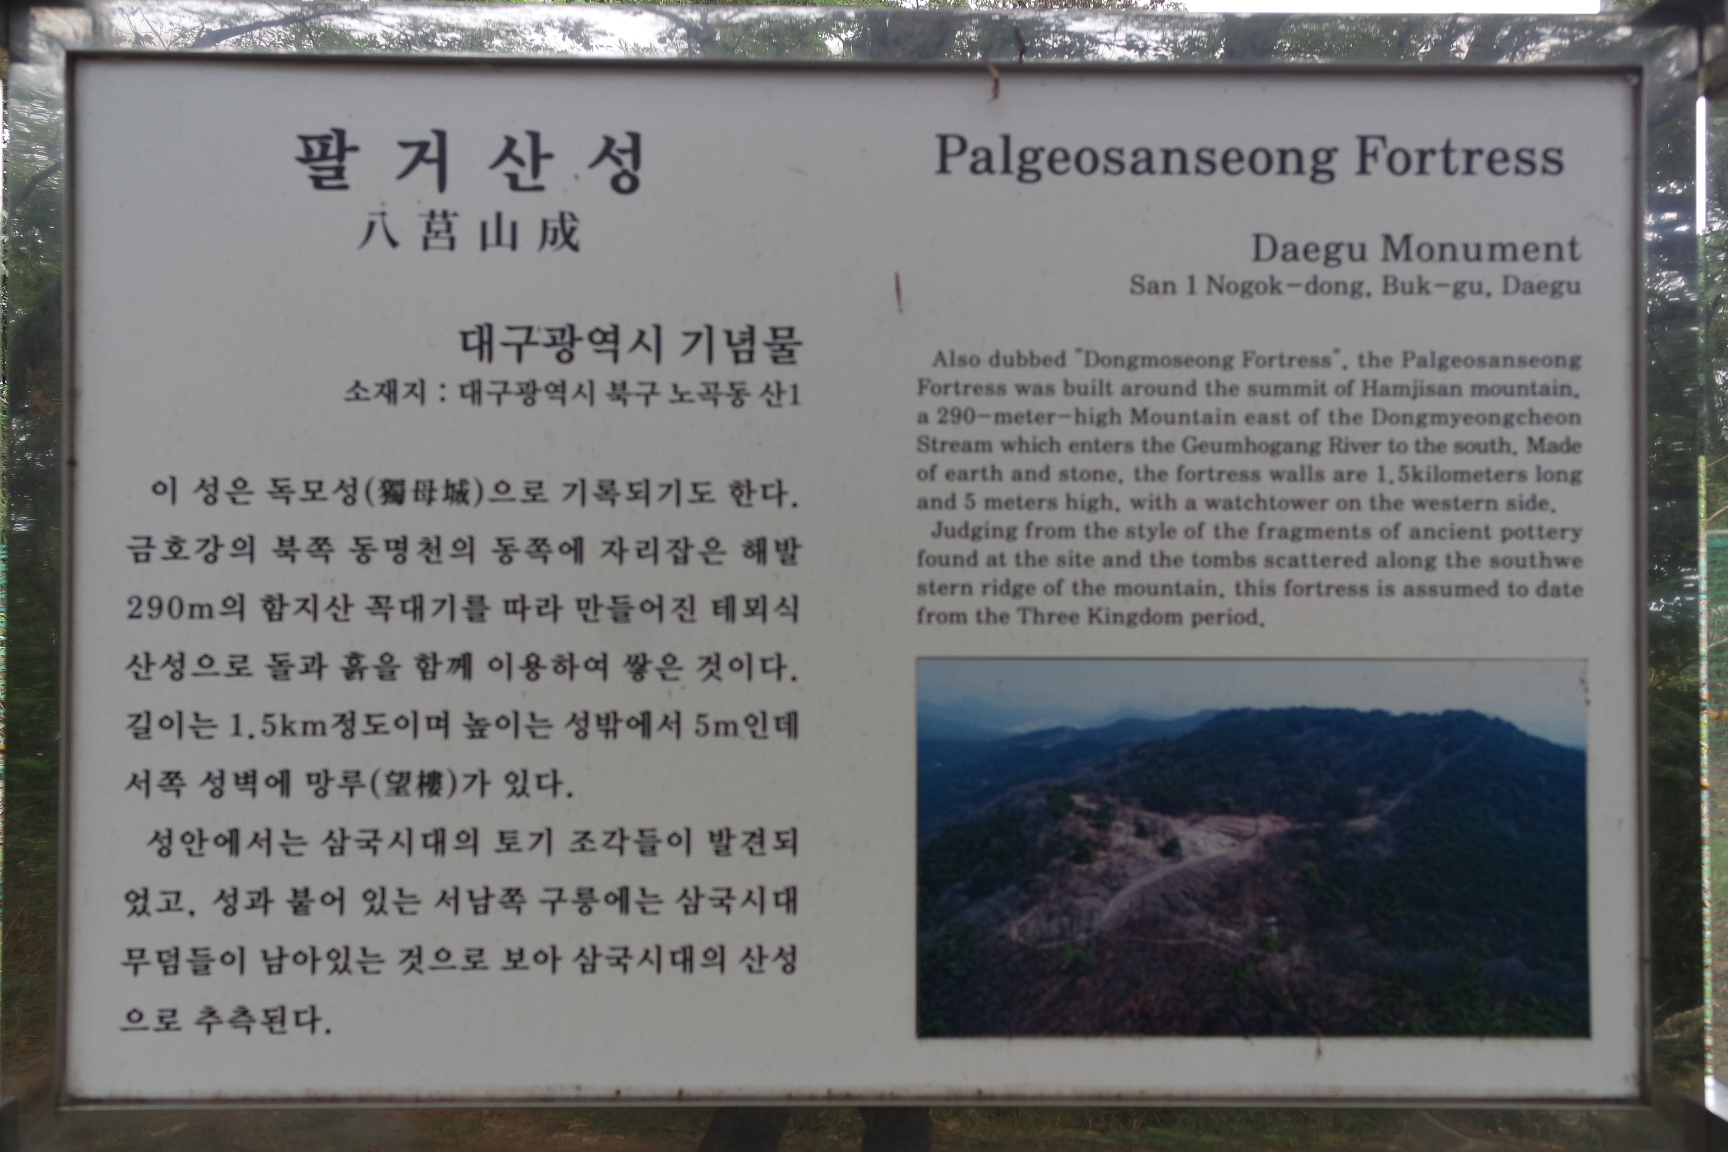 팔거산성
八莒山成
대구광역시 기념물
소재지 : 대구광역시 북구 노곡동 산1
이 성은 독모성(獨母城)으로 기록되기도 한다.
금호강의 북쪽 동명천의 동쪽에 자리잡은 해발
290m의 함지산 꼭대기를 따라 만들어진 테뫼식
산성으로 돌과 흙을 함께 이용하여 쌓은 것이다.
길이는 1.5km정도이며 높이는 성밖에서 5m인데
서쪽 성벽에 망루(望樓)가 있다.
성안에서는 삼국시대의 토기 조각들이 발견되
었고, 성과 붙어 있는 서남쪽 구릉에는 삼국시대
무덤들이 남아있는 것으로 보아 삼국시대의 산성
으로 추측된다.
Palgeosanseong Fortress
Daegu Monument
San 1 Nogok-dong, Buk-gu, Daegu
Also dubbed "Dongmoseong Fortress", the Palgeosanseong
Fortress was built around the summit of Hamjisan mountain,
a 290-meter-high Mountain east of the Dongmyeongcheon
Stream which enters the Geumhogang River to the south. Made
of earth and stone, the fortress walls are 1.5kilometers long
and 5 meters high, with a watchtower on the western side.
Judging from the style of the fragments of ancient pottery
found at the site and the tombs scattered along the southwe
stern ridge of the mountain, this fortress is assumed to date
from the Three Kingdom period.